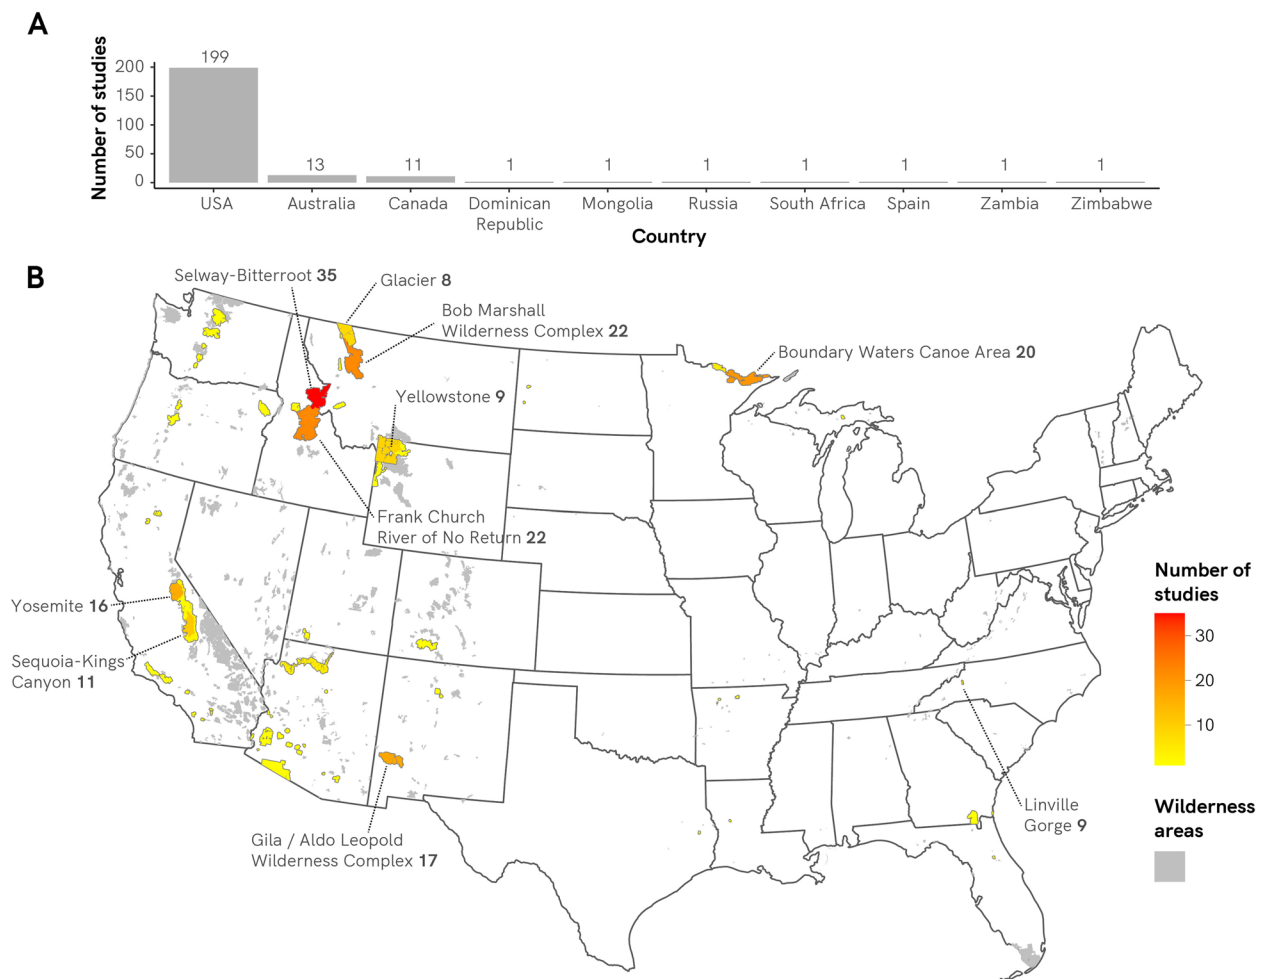 A
Number of studies
200
150
100
50
0
199
13
11
1
1
1
1
1
1
1
USA
Australia
Canada
Dominican
Republic
Mongolia
Russia
South Africa
Spain
Zambia
Zimbabwe
Country
B
Selway-Bitterroot 35
Glacier 8
Bob Marshall
Wilderness Complex 22
Boundary Waters Canoe Area 20
Yellowstone 9
Frank Church
River of No Return 22
Yosemite 16
Sequoia-Kings
Canyon 11
Gila / Aldo Leopold
Wilderness Complex 17
Linville
Gorge 9
Number of
studies
30
20
10
Wilderness
areas